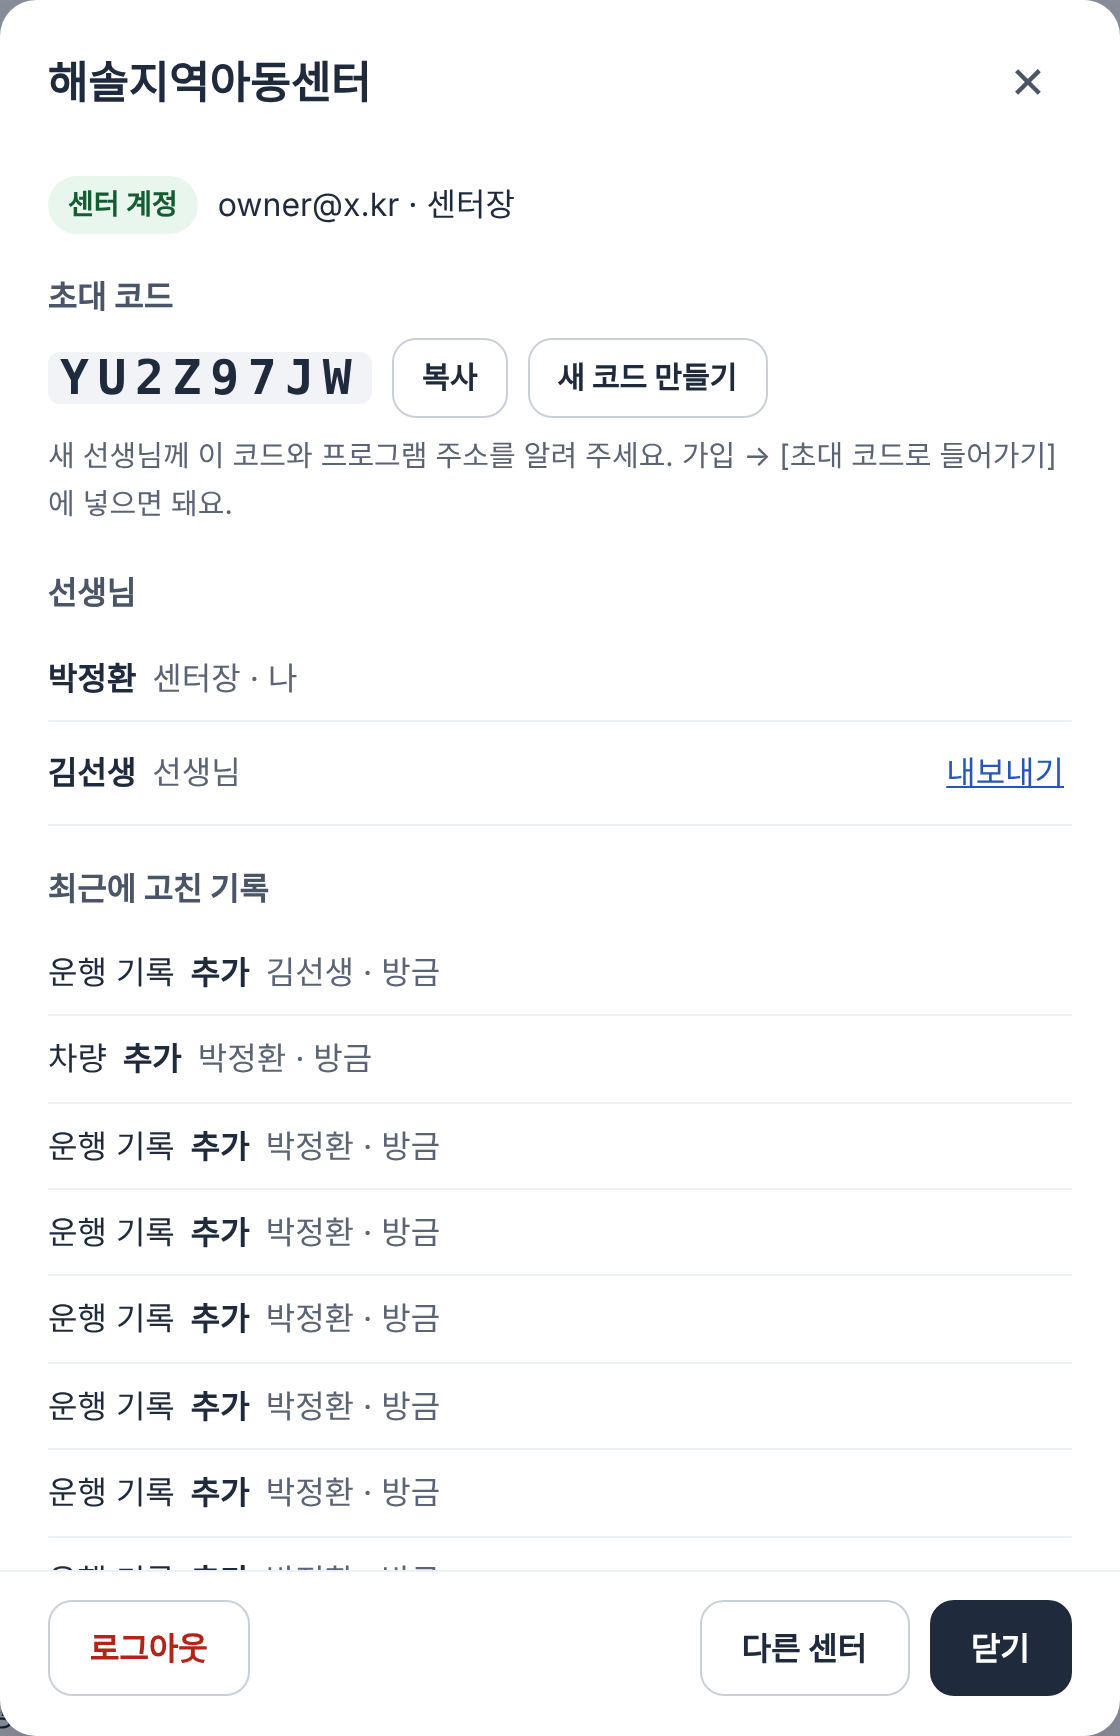 해솔지역아동센터 ✕
센터 계정 owner@x.kr · 센터장
초대 코드
YU2Z97JW 복사 새 코드 만들기
새 선생님께 이 코드와 프로그램 주소를 알려 주세요. 가입 → [초대 코드로 들어가기]
에 넣으면 돼요.
선생님
박정환 센터장 · 나
김선생 선생님 내보내기
최근에 고친 기록
운행 기록 추가 김선생 · 방금
차량 추가 박정환 · 방금
운행 기록 추가 박정환 · 방금
운행 기록 추가 박정환 · 방금
운행 기록 추가 박정환 · 방금
운행 기록 추가 박정환 · 방금
운행 기록 추가 박정환 · 방금
로그아웃 다른 센터 닫기